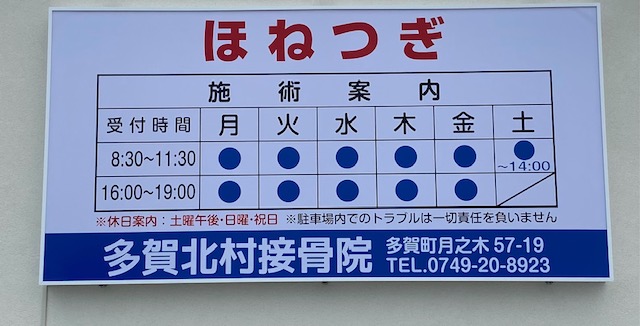 ほねつぎ
施術案内
受付時間 月 火 水 木 金 土
8:30~11:30 ● ● ● ● ● ● ~14:00
16:00~19:00 ● ● ● ● ●
※休日案内：土曜午後・日曜・祝日 ※駐車場内でのトラブルは一切責任を負いません
多賀北村接骨院 多賀町月之木 57-19
TEL.0749-20-8923